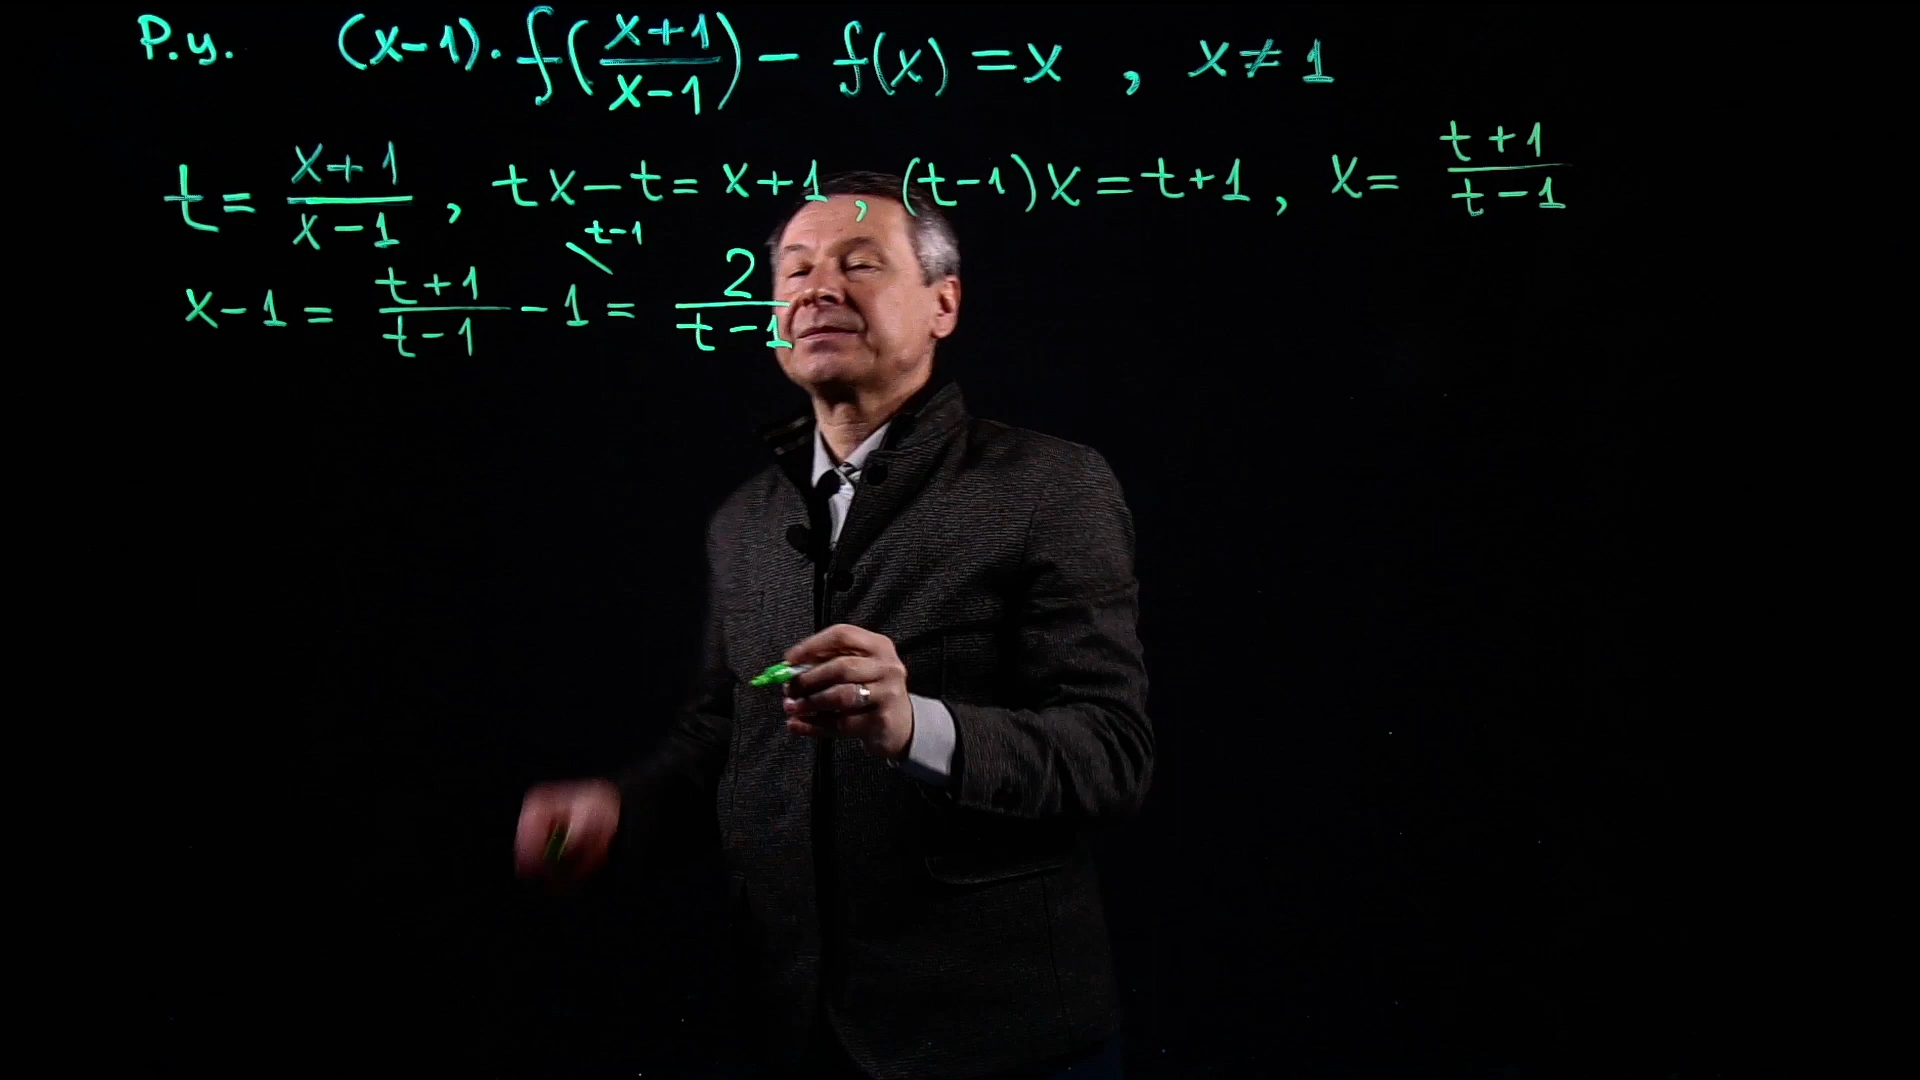 P.y. (x-1)·f((x+1)/(x-1)) - f(x) = x , x ≠ 1
t = (x+1)/(x-1) , tx - t = x+1 , (t-1)x = t+1 , x = (t+1)/(t-1)
x-1 = (t+1)/(t-1) - 1 \ t-1 = 2/(t-1)